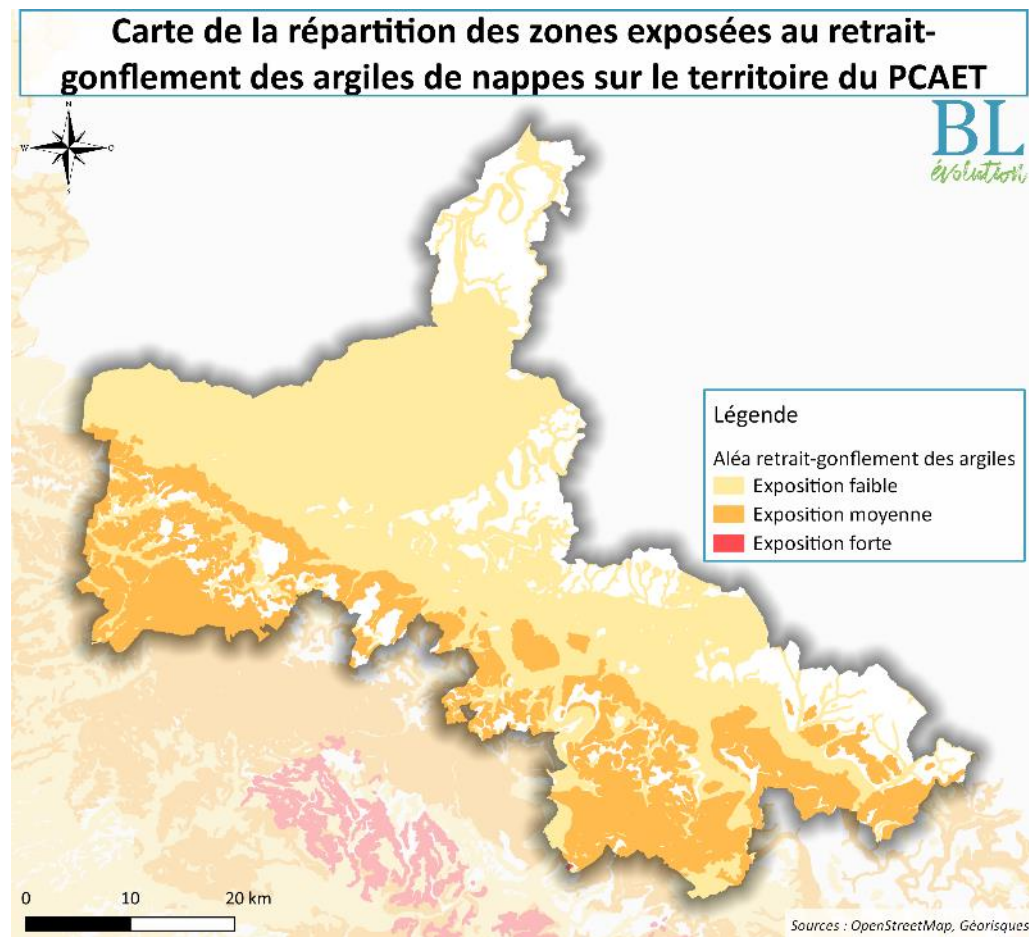 Carte de la répartition des zones exposées au retrait-
gonflement des argiles de nappes sur le territoire du PCAET
N
W
S
BL
évolution
Légende
Aléa retrait-gonflement des argiles
Exposition faible
Exposition moyenne
Exposition forte
0 10 20 km
Sources : OpenStreetMap, Géorisques